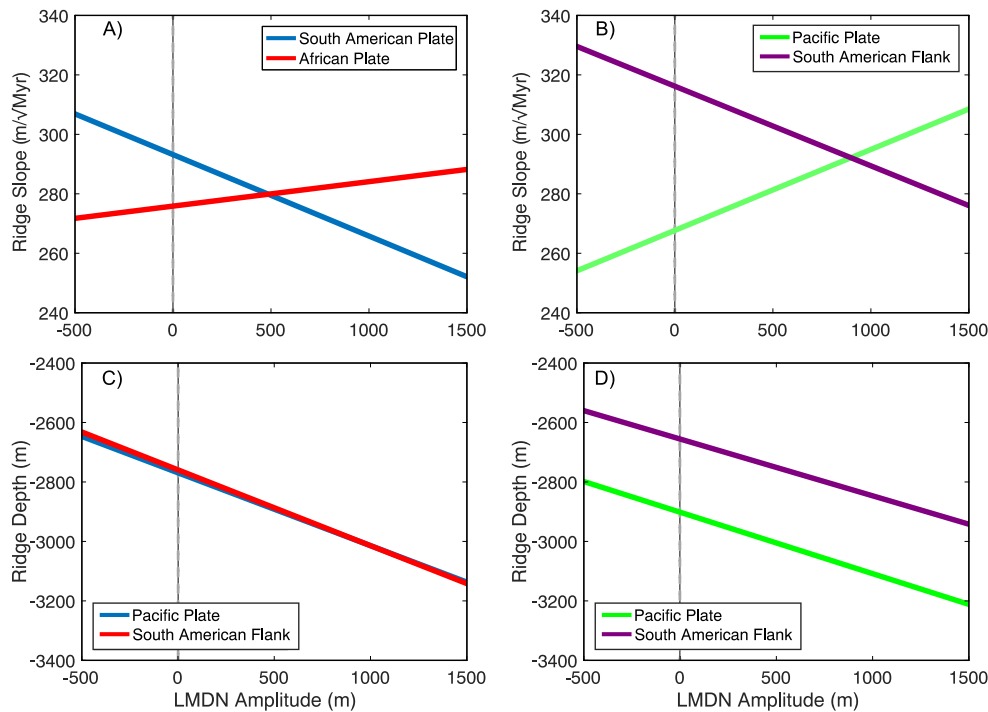 A)
South American Plate
African Plate
Ridge Slope (m/√Myr)
340
320
300
280
260
240
-500
0
500
1000
1500
B)
Pacific Plate
South American Flank
Ridge Slope (m/√Myr)
340
320
300
280
260
240
-500
0
500
1000
1500
C)
Ridge Depth (m)
-2400
-2600
-2800
-3000
-3200
-3400
Pacific Plate
South American Flank
-500
0
500
1000
1500
LMDN Amplitude (m)
D)
Ridge Depth (m)
-2400
-2600
-2800
-3000
-3200
-3400
Pacific Plate
South American Flank
-500
0
500
1000
1500
LMDN Amplitude (m)